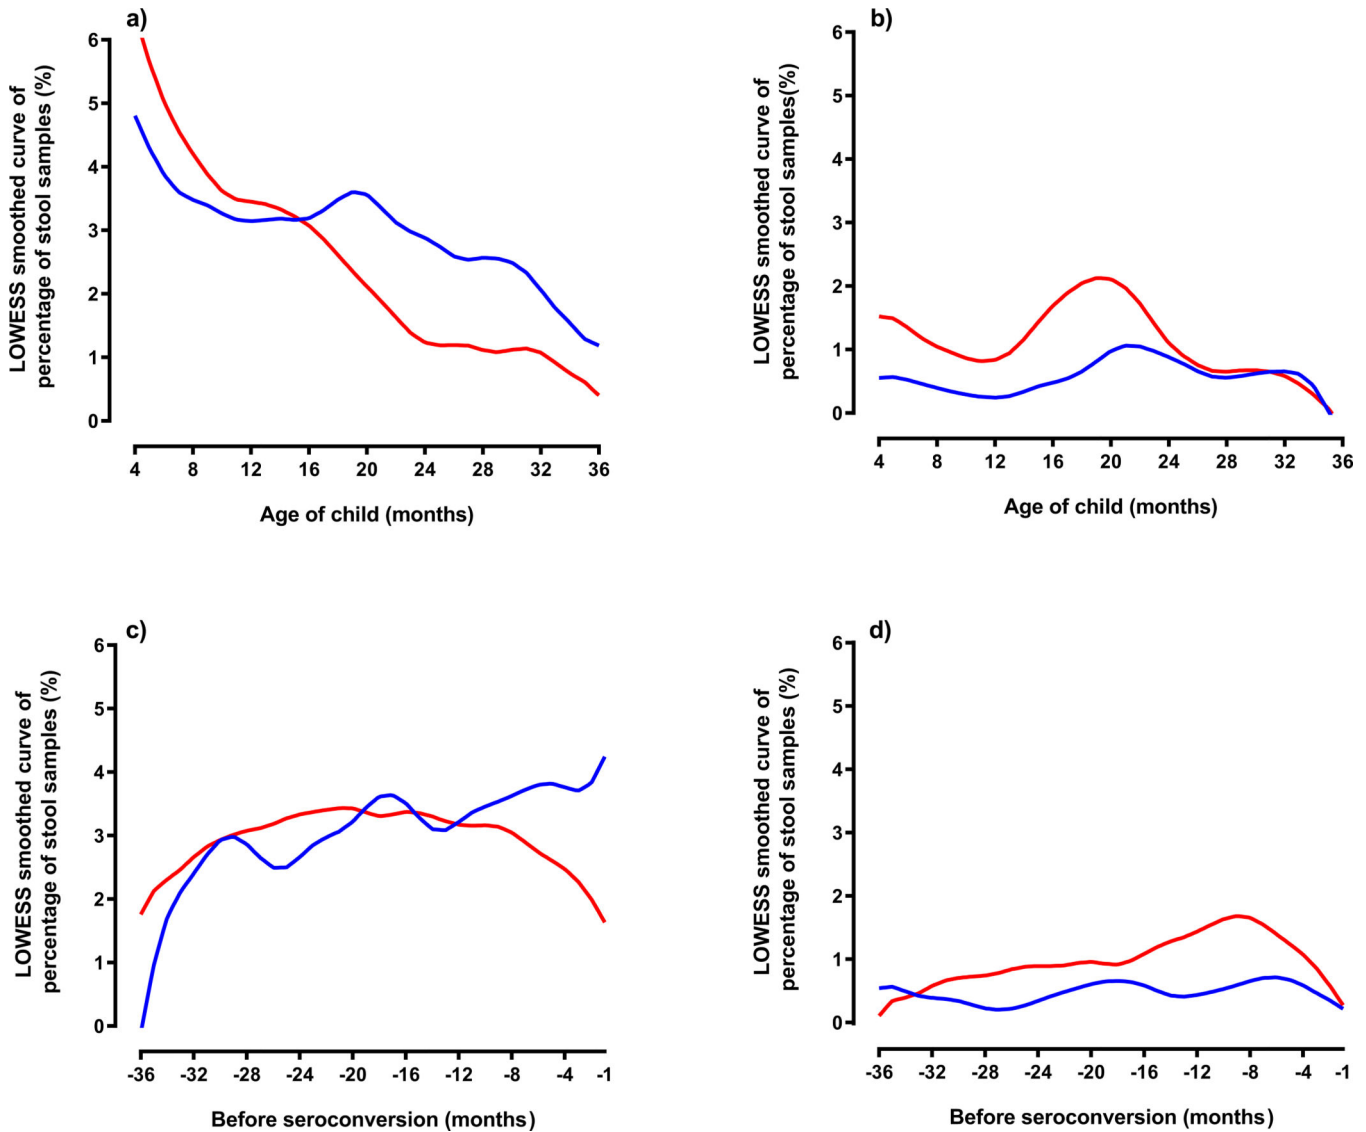 a)
LOWESS smoothed curve of
percentage of stool samples (%)
6
5
4
3
2
1
0
4 8 12 16 20 24 28 32 36
Age of child (months)
b)
LOWESS smoothed curve of
percentage of stool samples(%)
6
5
4
3
2
1
0
4 8 12 16 20 24 28 32 36
Age of child (months)
c)
LOWESS smoothed curve of
percentage of stool samples (%)
6
5
4
3
2
1
0
-36 -32 -28 -24 -20 -16 -12 -8 -4 -1
Before seroconversion (months)
d)
LOWESS smoothed curve of
percentage of stool samples (%)
6
5
4
3
2
1
0
-36 -32 -28 -24 -20 -16 -12 -8 -4 -1
Before seroconversion (months)